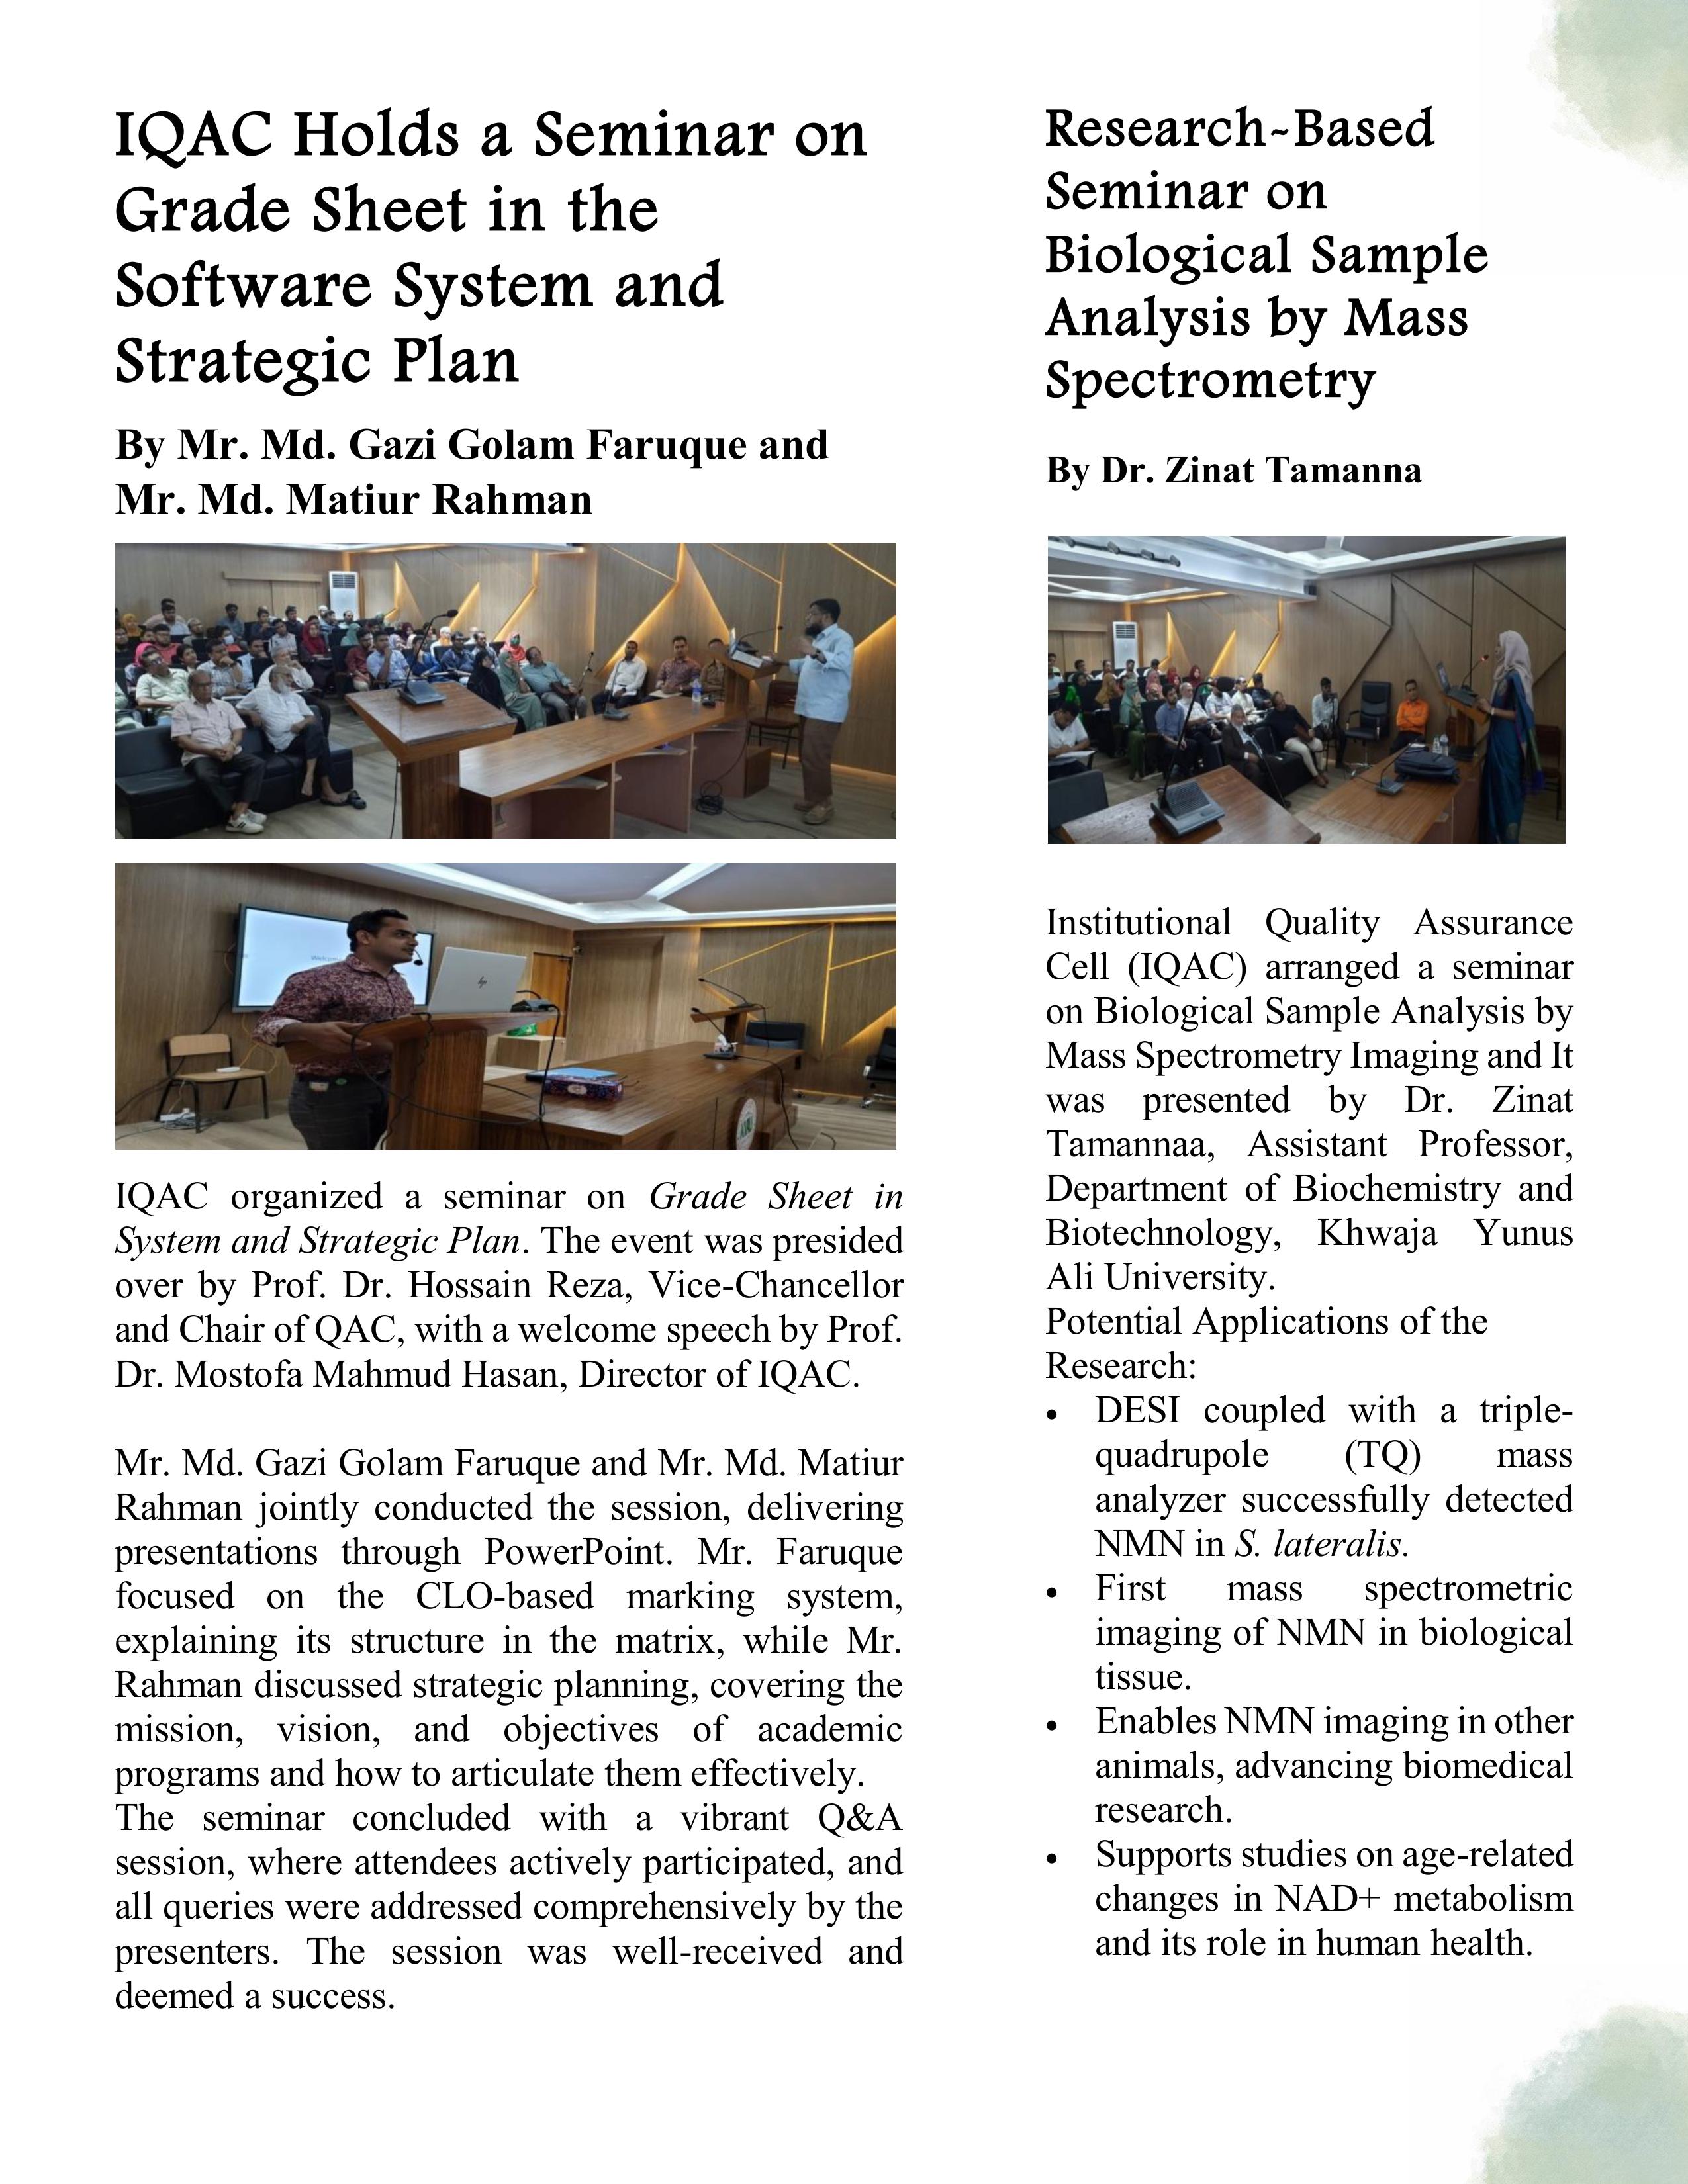 IQAC Holds a Seminar on
Grade Sheet in the
Software System and
Strategic Plan
By Mr. Md. Gazi Golam Faruque and
Mr. Md. Matiur Rahman
IQAC organized a seminar on Grade Sheet in
System and Strategic Plan. The event was presided
over by Prof. Dr. Hossain Reza, Vice-Chancellor
and Chair of QAC, with a welcome speech by Prof.
Dr. Mostofa Mahmud Hasan, Director of IQAC.
Mr. Md. Gazi Golam Faruque and Mr. Md. Matiur
Rahman jointly conducted the session, delivering
presentations through PowerPoint. Mr. Faruque
focused on the CLO-based marking system,
explaining its structure in the matrix, while Mr.
Rahman discussed strategic planning, covering the
mission, vision, and objectives of academic
programs and how to articulate them effectively.
The seminar concluded with a vibrant Q&A
session, where attendees actively participated, and
all queries were addressed comprehensively by the
presenters. The session was well-received and
deemed a success.
Research-Based
Seminar on
Biological Sample
Analysis by Mass
Spectrometry
By Dr. Zinat Tamanna
Institutional Quality Assurance
Cell (IQAC) arranged a seminar
on Biological Sample Analysis by
Mass Spectrometry Imaging and It
was presented by Dr. Zinat
Tamannaa, Assistant Professor,
Department of Biochemistry and
Biotechnology, Khwaja Yunus
Ali University.
Potential Applications of the
Research:
• DESI coupled with a triple-
quadrupole (TQ) mass
analyzer successfully detected
NMN in S. lateralis.
• First mass spectrometric
imaging of NMN in biological
tissue.
• Enables NMN imaging in other
animals, advancing biomedical
research.
• Supports studies on age-related
changes in NAD+ metabolism
and its role in human health.